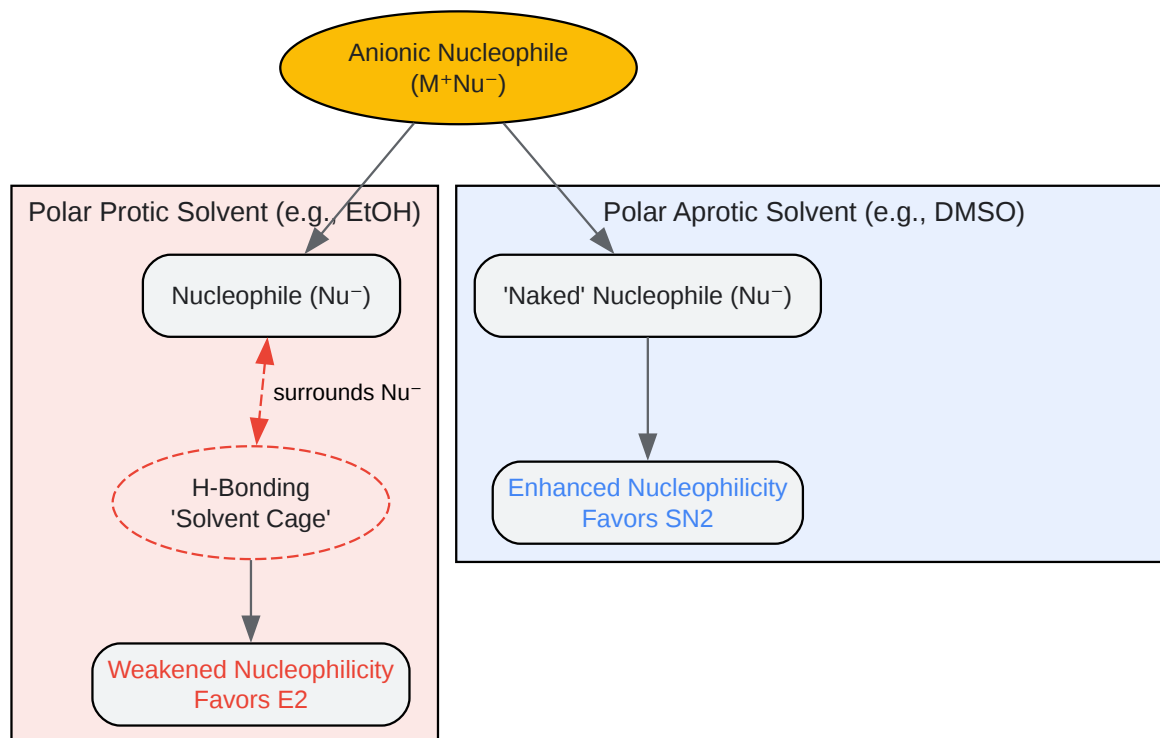 Anionic Nucleophile
(M⁺Nu⁻)
Polar Protic Solvent (e.g., EtOH)
Nucleophile (Nu⁻)
surrounds Nu⁻
H-Bonding
'Solvent Cage'
Weakened Nucleophilicity
Favors E2
Polar Aprotic Solvent (e.g., DMSO)
'Naked' Nucleophile (Nu⁻)
Enhanced Nucleophilicity
Favors SN2